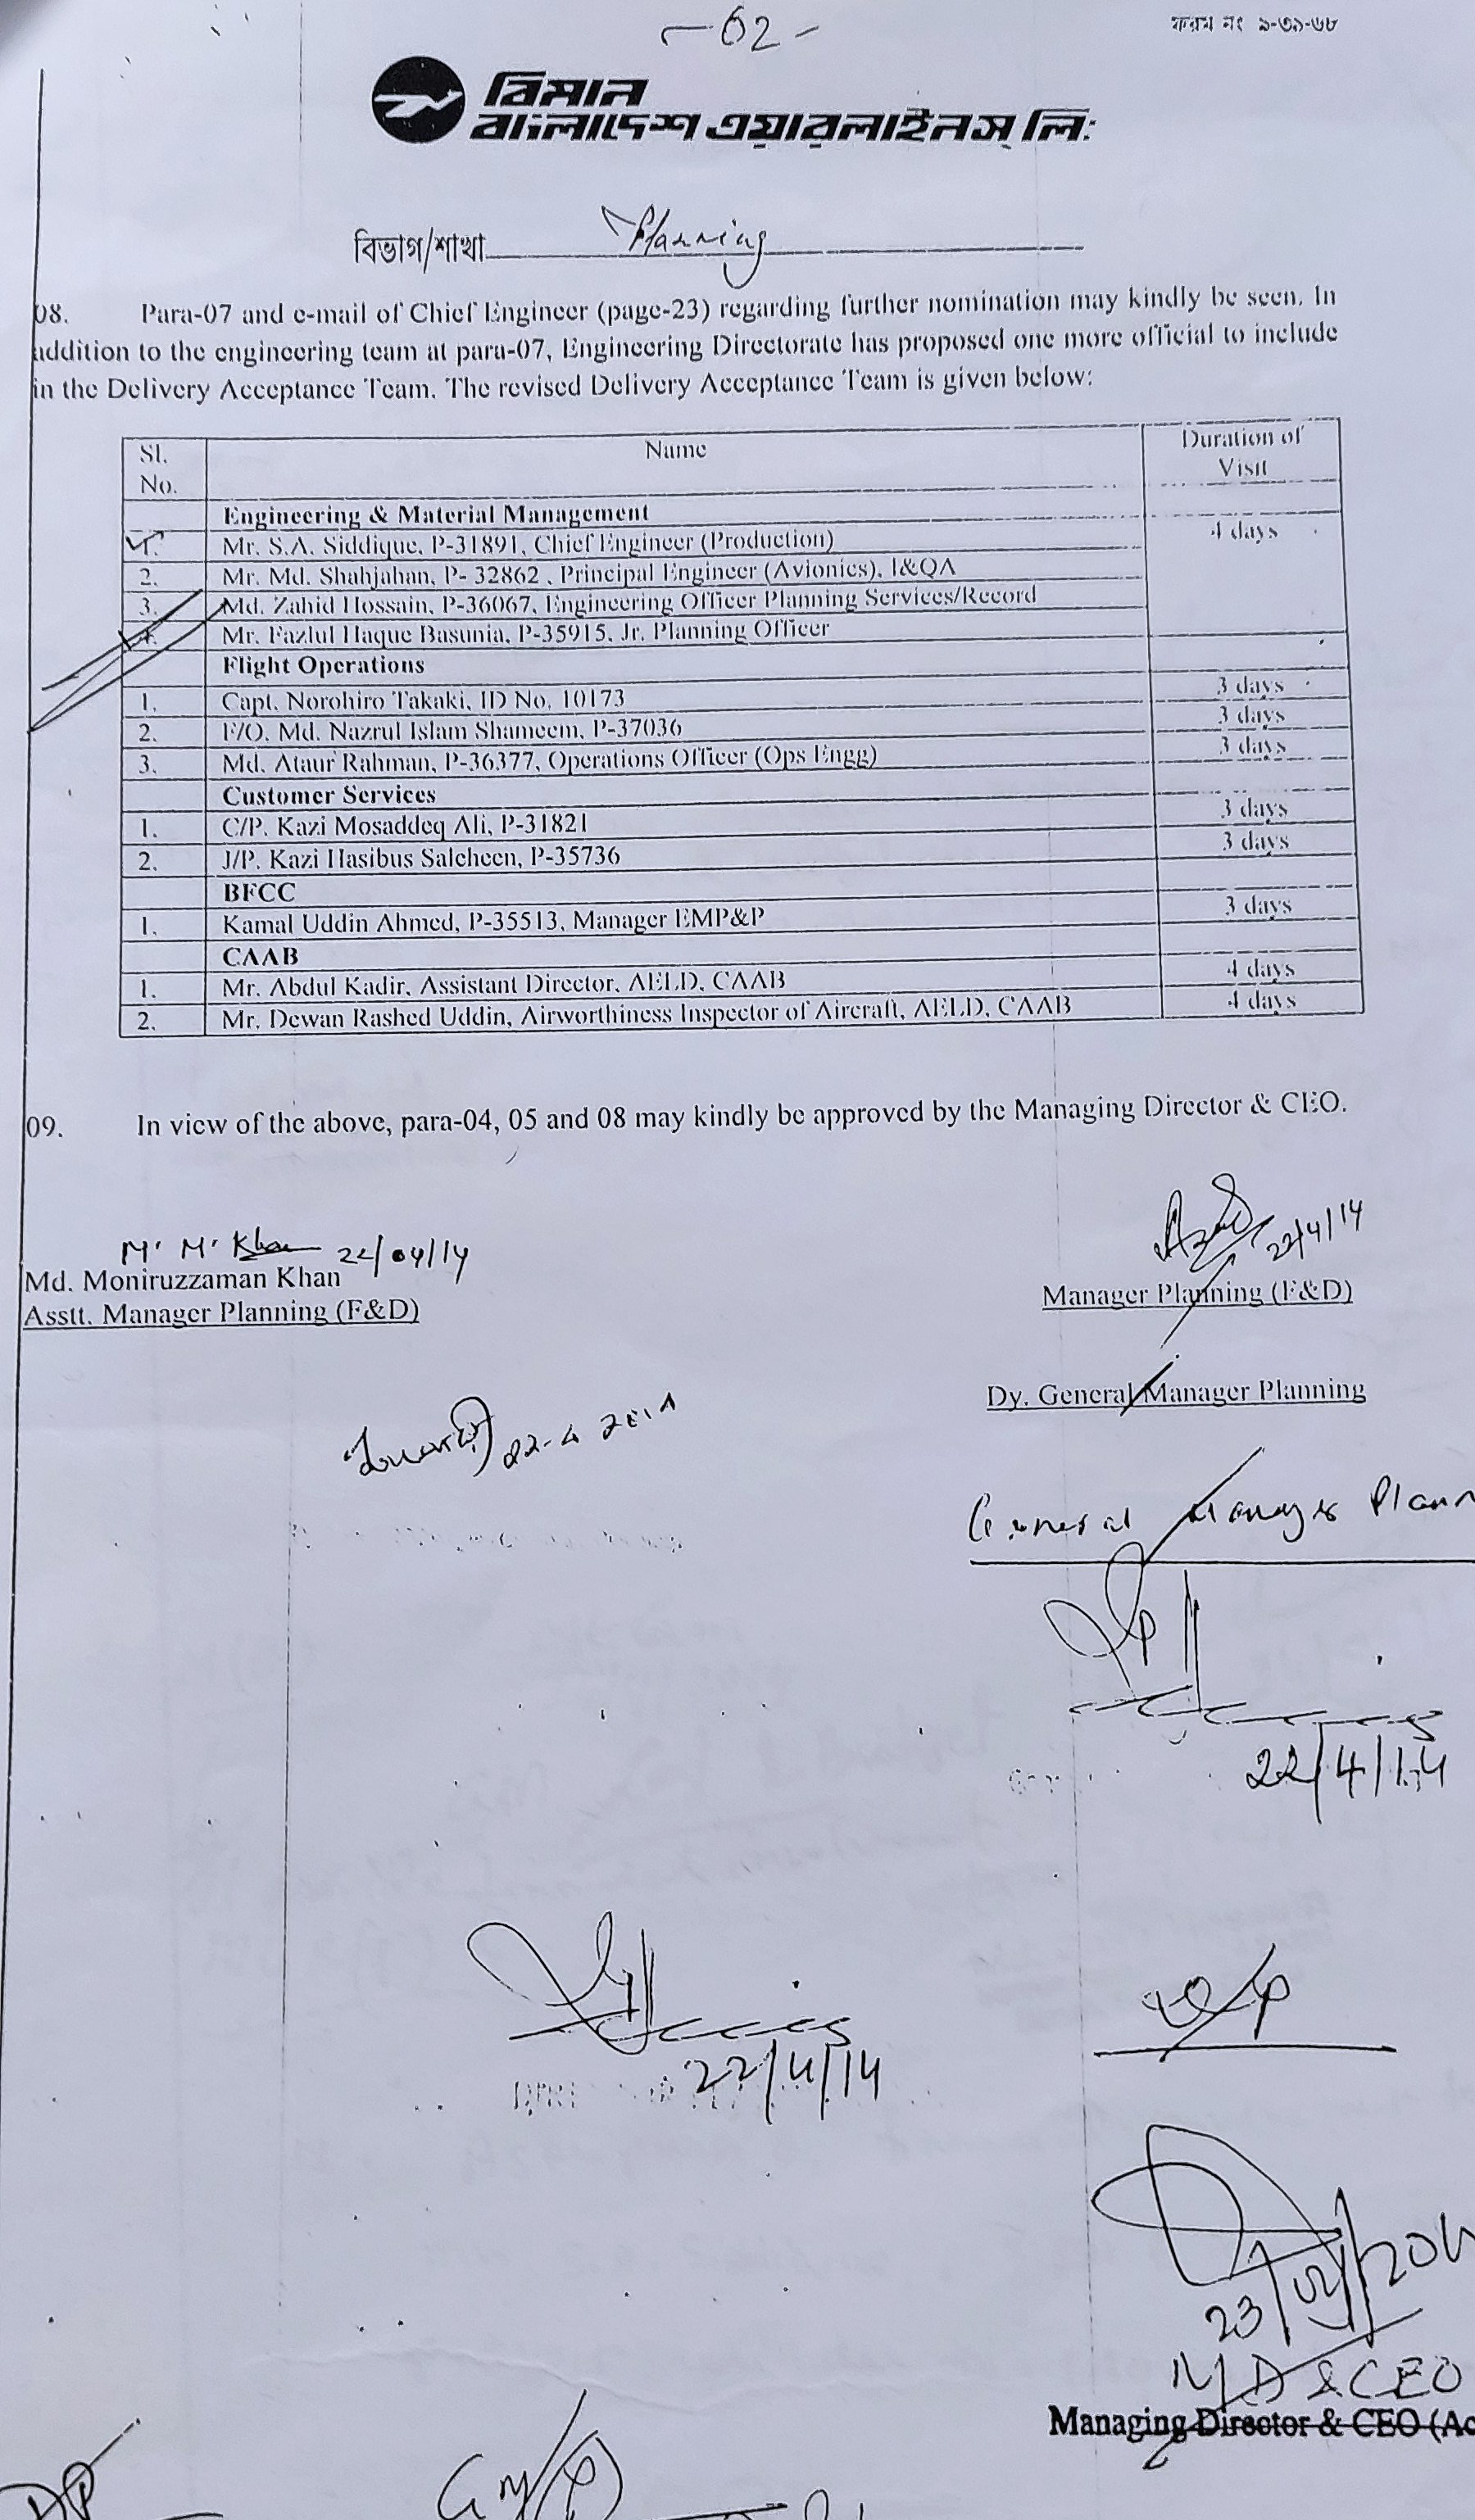 -02-
ফরম নং ৯-৩৯-৬৮
বিমান
বাংলাদেশ এয়ারলাইনস্ লি:
বিভাগ/শাখা Planning
08. Para-07 and e-mail of Chief Engineer (page-23) regarding further nomination may kindly be seen. In
addition to the engineering team at para-07, Engineering Directorate has proposed one more official to include
in the Delivery Acceptance Team. The revised Delivery Acceptance Team is given below:
Sl. No. Name Duration of Visit
Engineering & Material Management
1. Mr. S.A. Siddique, P-31891, Chief Engineer (Production) 4 days
2. Mr. Md. Shahjahan, P- 32862 , Principal Engineer (Avionics), I&QA
3. Md. Zahid Hossain, P-36067, Engineering Officer Planning Services/Record
4. Mr. Fazlul Haque Basunia, P-35915, Jr. Planning Officer
Flight Operations
1. Capt. Norohiro Takaki, ID No. 10173 3 days
2. F/O. Md. Nazrul Islam Shameem, P-37036 3 days
3. Md. Ataur Rahman, P-36377, Operations Officer (Ops Engg) 3 days
Customer Services
1. C/P. Kazi Mosaddeq Ali, P-31821 3 days
2. J/P. Kazi Hasibus Saleheen, P-35736 3 days
BFCC
1. Kamal Uddin Ahmed, P-35513, Manager EMP&P 3 days
CAAB
1. Mr. Abdul Kadir, Assistant Director, AELD, CAAB 4 days
2. Mr. Dewan Rashed Uddin, Airworthiness Inspector of Aircraft, AELD, CAAB 4 days
09. In view of the above, para-04, 05 and 08 may kindly be approved by the Managing Director & CEO.
M. M. Khan 22/04/14
22/4/14
Md. Moniruzzaman Khan
Asstt. Manager Planning (F&D)
Manager Planning (F&D)
Dy. General Manager Planning
22-4 2014
General Manager Plann
22/4/14
22/4/14
MD & CEO
Managing Director & CEO (Ac
DP
GM/P